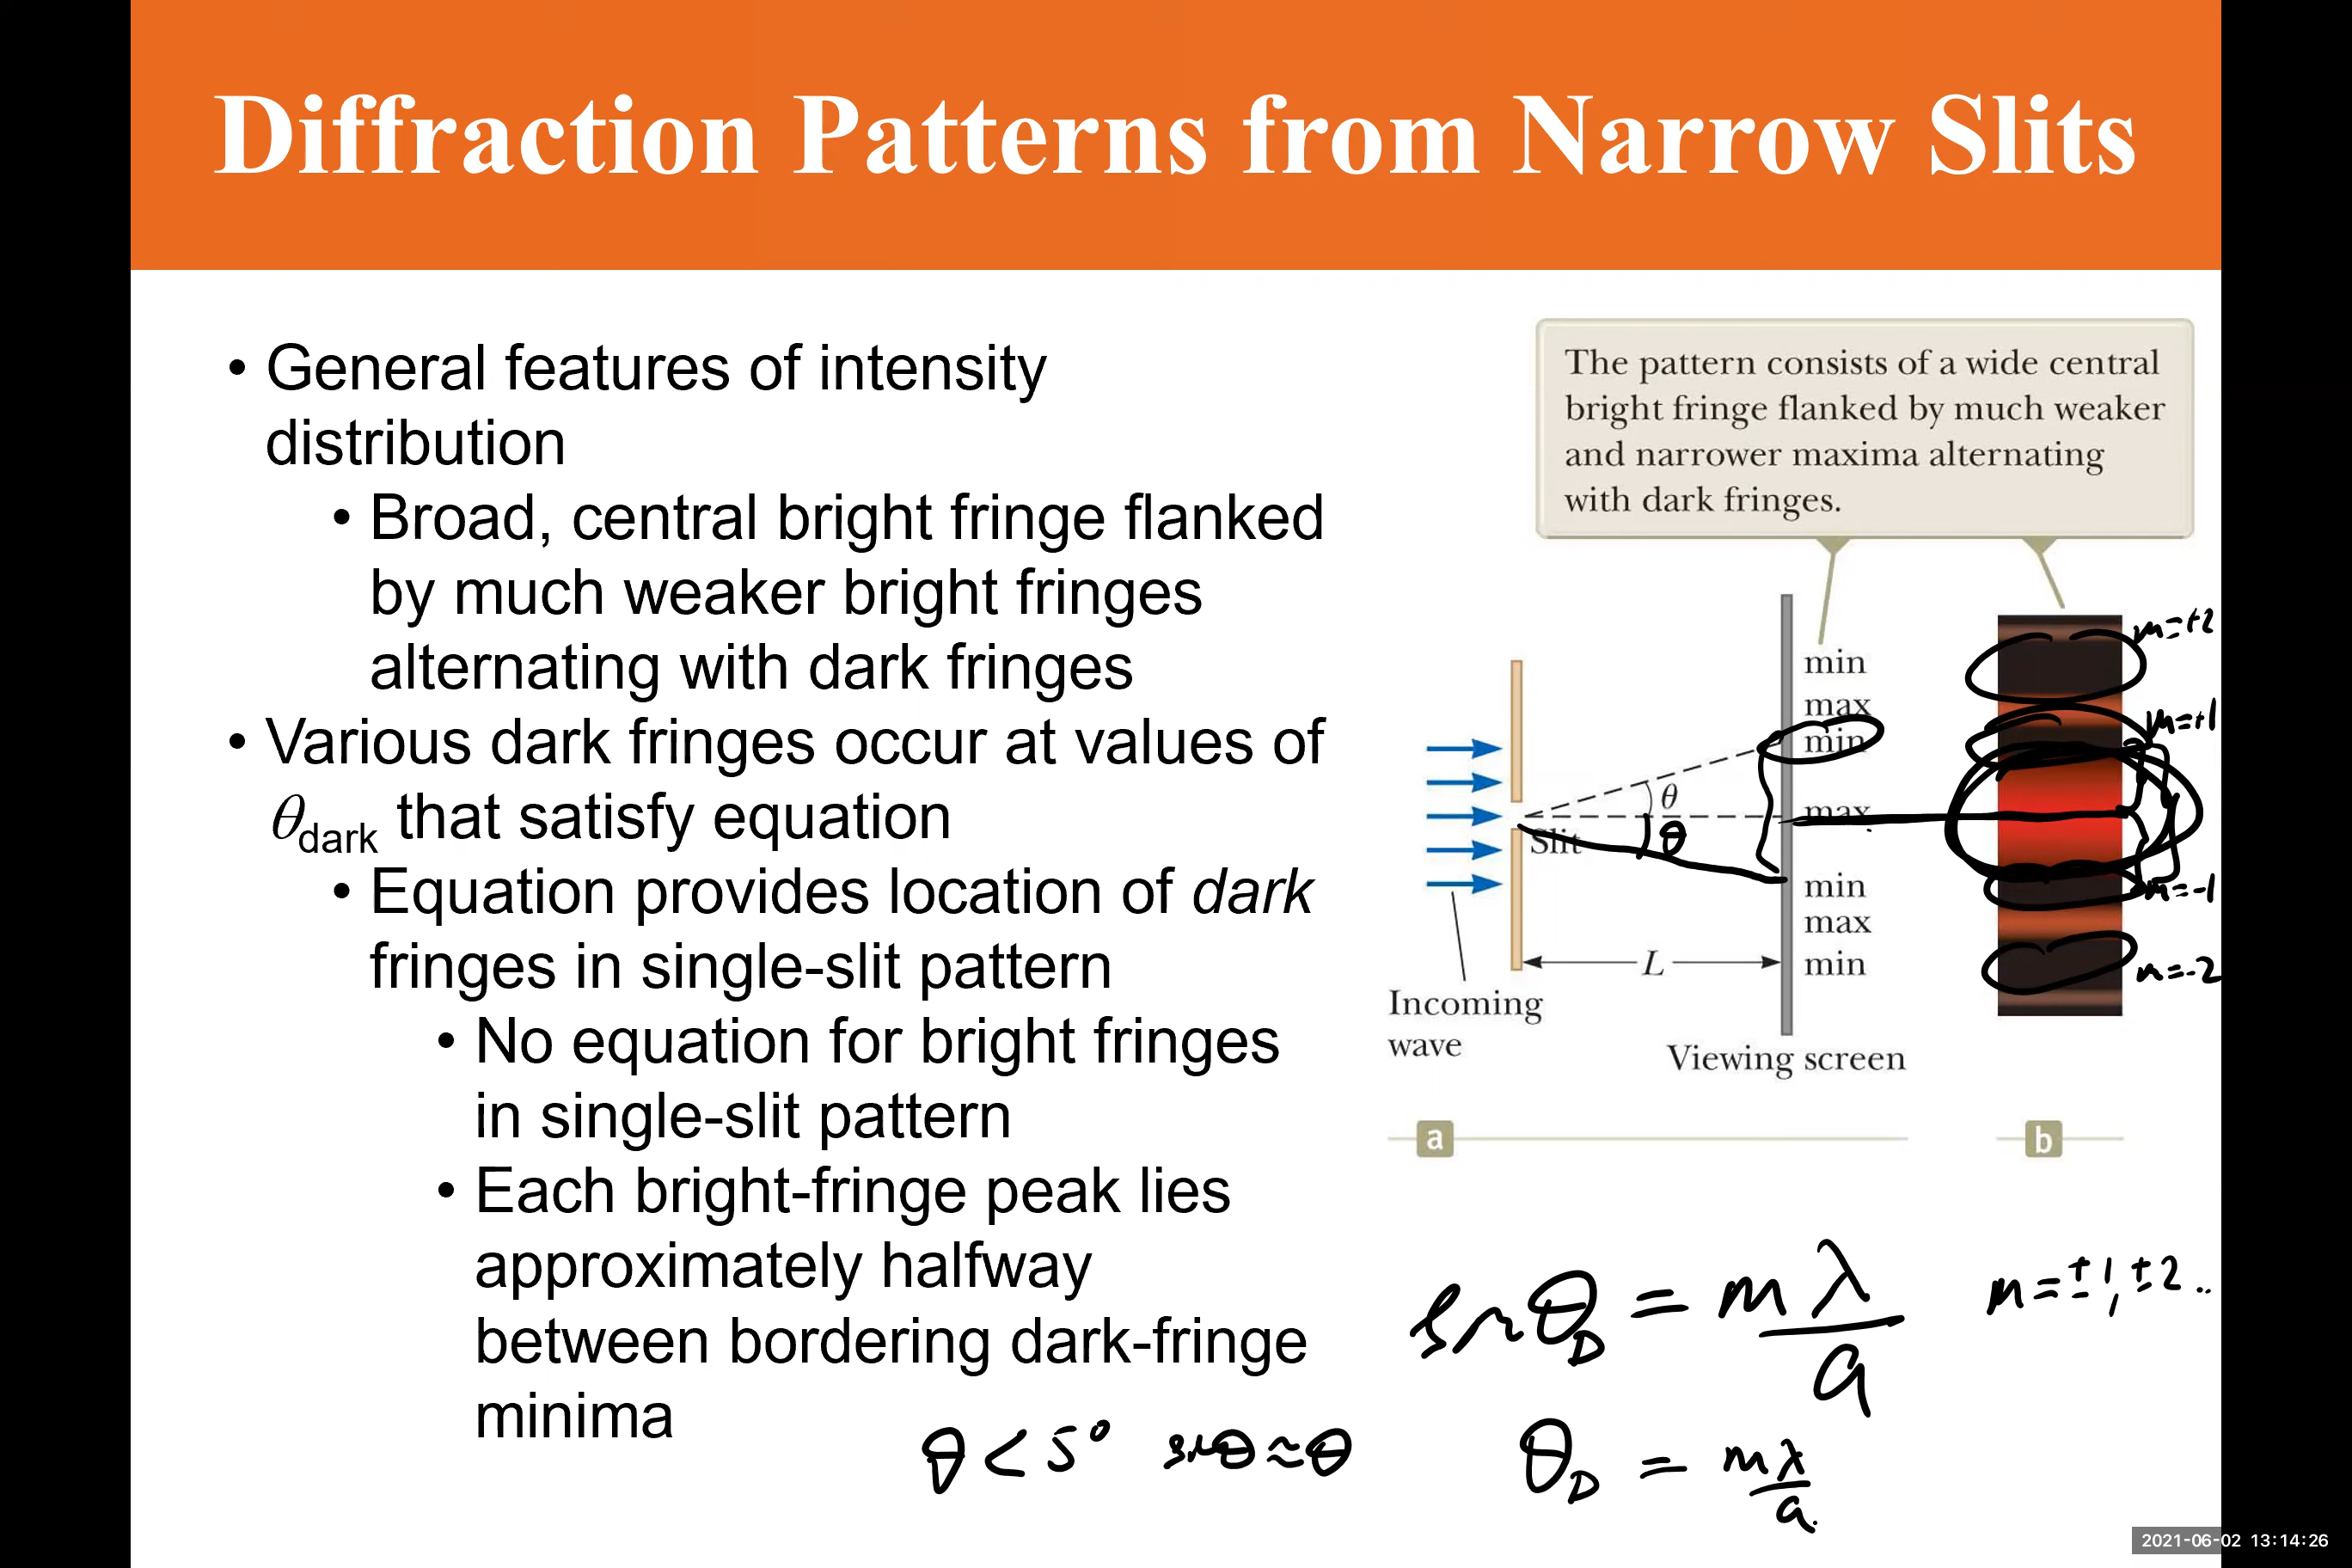 Diffraction Patterns from Narrow Slits
• General features of intensity
distribution
• Broad, central bright fringe flanked
by much weaker bright fringes
alternating with dark fringes
• Various dark fringes occur at values of
θdark that satisfy equation
• Equation provides location of dark
fringes in single-slit pattern
• No equation for bright fringes
in single-slit pattern
• Each bright-fringe peak lies
approximately halfway
between bordering dark-fringe
minima
The pattern consists of a wide central
bright fringe flanked by much weaker
and narrower maxima alternating
with dark fringes.
min
max
min
max
min
max
min
θ
θ
Slit
L
Incoming
wave
Viewing screen
a
b
m=+2
m=+1
m=-1
m=-2
sin θD = mλ/a
m=±1, ±2..
θ < 5° sinθ ≈ θ
θD = mλ/a.
2021-06-02 13:14:26